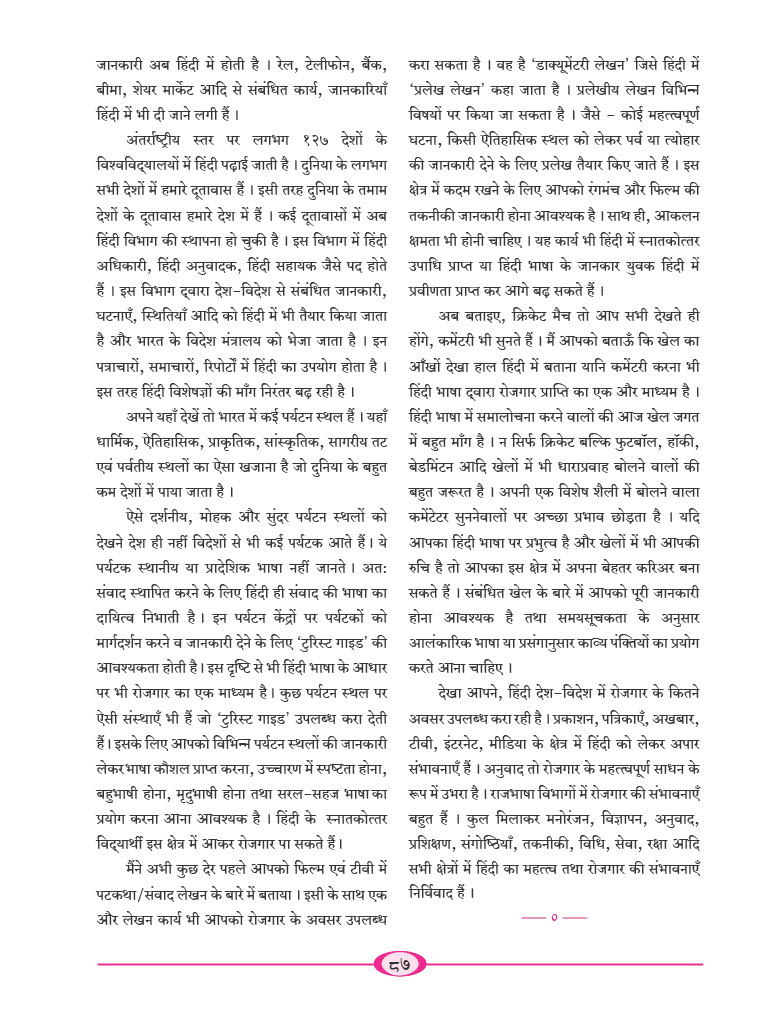 जानकारी अब हिंदी में होती है । रेल, टेलीफोन, बैंक,
बीमा, शेयर मार्केट आदि से संबंधित कार्य, जानकारियाँ
हिंदी में भी दी जाने लगी हैं ।
अंतर्राष्ट्रीय स्तर पर लगभग १२७ देशों के
विश्वविद्यालयों में हिंदी पढ़ाई जाती है । दुनिया के लगभग
सभी देशों में हमारे दूतावास हैं । इसी तरह दुनिया के तमाम
देशों के दूतावास हमारे देश में हैं । कई दूतावासों में अब
हिंदी विभाग की स्थापना हो चुकी है । इस विभाग में हिंदी
अधिकारी, हिंदी अनुवादक, हिंदी सहायक जैसे पद होते
हैं । इस विभाग द्वारा देश-विदेश से संबंधित जानकारी,
घटनाएँ, स्थितियाँ आदि को हिंदी में भी तैयार किया जाता
है और भारत के विदेश मंत्रालय को भेजा जाता है । इन
पत्राचारों, समाचारों, रिपोर्टों में हिंदी का उपयोग होता है ।
इस तरह हिंदी विशेषज्ञों की माँग निरंतर बढ़ रही है ।
अपने यहाँ देखें तो भारत में कई पर्यटन स्थल हैं । यहाँ
धार्मिक, ऐतिहासिक, प्राकृतिक, सांस्कृतिक, सागरीय तट
एवं पर्वतीय स्थलों का ऐसा खजाना है जो दुनिया के बहुत
कम देशों में पाया जाता है ।
ऐसे दर्शनीय, मोहक और सुंदर पर्यटन स्थलों को
देखने देश ही नहीं विदेशों से भी कई पर्यटक आते हैं । ये
पर्यटक स्थानीय या प्रादेशिक भाषा नहीं जानते । अतः
संवाद स्थापित करने के लिए हिंदी ही संवाद की भाषा का
दायित्व निभाती है । इन पर्यटन केंद्रों पर पर्यटकों को
मार्गदर्शन करने व जानकारी देने के लिए ‘टुरिस्ट गाइड’ की
आवश्यकता होती है । इस दृष्टि से भी हिंदी भाषा के आधार
पर भी रोजगार का एक माध्यम है । कुछ पर्यटन स्थल पर
ऐसी संस्थाएँ भी हैं जो ‘टुरिस्ट गाइड’ उपलब्ध करा देती
हैं । इसके लिए आपको विभिन्न पर्यटन स्थलों की जानकारी
लेकर भाषा कौशल प्राप्त करना, उच्चारण में स्पष्टता होना,
बहुभाषी होना, मृदुभाषी होना तथा सरल-सहज भाषा का
प्रयोग करना आना आवश्यक है । हिंदी के स्नातकोत्तर
विद्यार्थी इस क्षेत्र में आकर रोजगार पा सकते हैं ।
मैंने अभी कुछ देर पहले आपको फिल्म एवं टीवी में
पटकथा/संवाद लेखन के बारे में बताया । इसी के साथ एक
और लेखन कार्य भी आपको रोजगार के अवसर उपलब्ध
करा सकता है । वह है ‘डाक्यूमेंटरी लेखन’ जिसे हिंदी में
‘प्रलेख लेखन’ कहा जाता है । प्रलेखीय लेखन विभिन्न
विषयों पर किया जा सकता है । जैसे - कोई महत्त्वपूर्ण
घटना, किसी ऐतिहासिक स्थल को लेकर पर्व या त्योहार
की जानकारी देने के लिए प्रलेख तैयार किए जाते हैं । इस
क्षेत्र में कदम रखने के लिए आपको रंगमंच और फिल्म की
तकनीकी जानकारी होना आवश्यक है । साथ ही, आकलन
क्षमता भी होनी चाहिए । यह कार्य भी हिंदी में स्नातकोत्तर
उपाधि प्राप्त या हिंदी भाषा के जानकार युवक हिंदी में
प्रवीणता प्राप्त कर आगे बढ़ सकते हैं ।
अब बताइए, क्रिकेट मैच तो आप सभी देखते ही
होंगे, कमेंटरी भी सुनते हैं । मैं आपको बताऊँ कि खेल का
आँखों देखा हाल हिंदी में बताना यानि कमेंटरी करना भी
हिंदी भाषा द्वारा रोजगार प्राप्ति का एक और माध्यम है ।
हिंदी भाषा में समालोचना करने वालों की आज खेल जगत
में बहुत माँग है । न सिर्फ क्रिकेट बल्कि फुटबॉल, हॉकी,
बेडमिंटन आदि खेलों में भी धाराप्रवाह बोलने वालों की
बहुत जरूरत है । अपनी एक विशेष शैली में बोलने वाला
कमेंटेटर सुननेवालों पर अच्छा प्रभाव छोड़ता है । यदि
आपका हिंदी भाषा पर प्रभुत्व है और खेलों में भी आपकी
रुचि है तो आपका इस क्षेत्र में अपना बेहतर करिअर बना
सकते हैं । संबंधित खेल के बारे में आपको पूरी जानकारी
होना आवश्यक है तथा समयसूचकता के अनुसार
आलंकारिक भाषा या प्रसंगानुसार काव्य पंक्तियों का प्रयोग
करते आना चाहिए ।
देखा आपने, हिंदी देश-विदेश में रोजगार के कितने
अवसर उपलब्ध करा रही है । प्रकाशन, पत्रिकाएँ, अखबार,
टीवी, इंटरनेट, मीडिया के क्षेत्र में हिंदी को लेकर अपार
संभावनाएँ हैं । अनुवाद तो रोजगार के महत्त्वपूर्ण साधन के
रूप में उभरा है । राजभाषा विभागों में रोजगार की संभावनाएँ
बहुत हैं । कुल मिलाकर मनोरंजन, विज्ञापन, अनुवाद,
प्रशिक्षण, संगोष्ठियाँ, तकनीकी, विधि, सेवा, रक्षा आदि
सभी क्षेत्रों में हिंदी का महत्त्व तथा रोजगार की संभावनाएँ
निर्विवाद हैं ।
०
८७